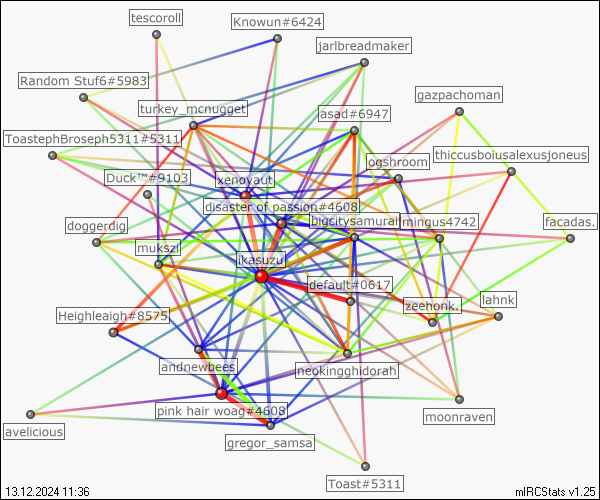 tescoroll
Knowun#6424
jarlbreadmaker
Random Stuf6#5983
gazpachoman
turkey_mcnugget
asad#6947
ToastephBroseph5311#5311
thiccusboiusalexusjoneus
ogshroom
Duck™#9103
xenoyaut
disaster of passion#4608
doggerdig
bigcitysamurai
mingus4742
facadas.
mukszi
ikasuzu
default#0617
zeehonk.
lahnk
Heighleaigh#8575
andnewbees
neokingghidorah
pink hair woag#4608
moonraven
avelicious
gregor_samsa
Toast#5311
13.12.2024 11:36
mIRCStats v1.25